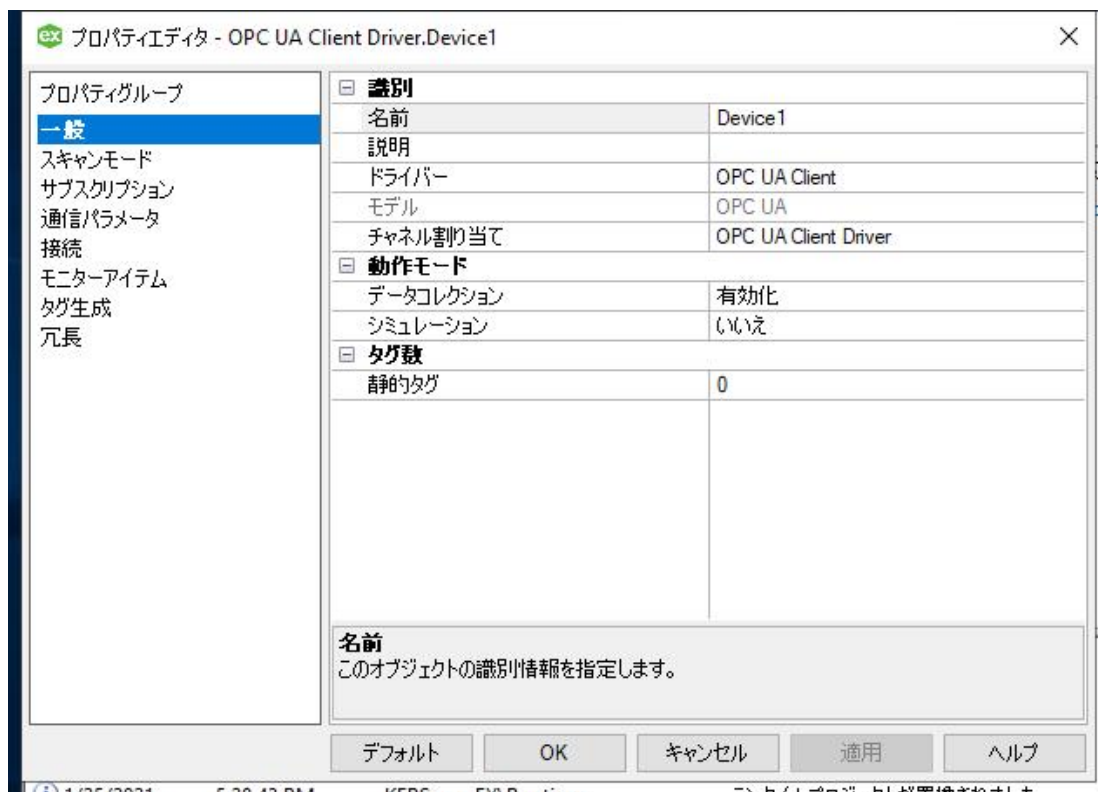 プロパティエディタ - OPC UA Client Driver.Device1
プロパティグループ
一般
スキャンモード
サブスクリプション
通信パラメータ
接続
モニターアイテム
タグ生成
冗長
識別
名前 Device1
説明
ドライバー OPC UA Client
モデル OPC UA
チャネル割り当て OPC UA Client Driver
動作モード
データコレクション 有効化
シミュレーション いいえ
タグ数
静的タグ 0
名前
このオブジェクトの識別情報を指定します。
デフォルト OK キャンセル 適用 ヘルプ